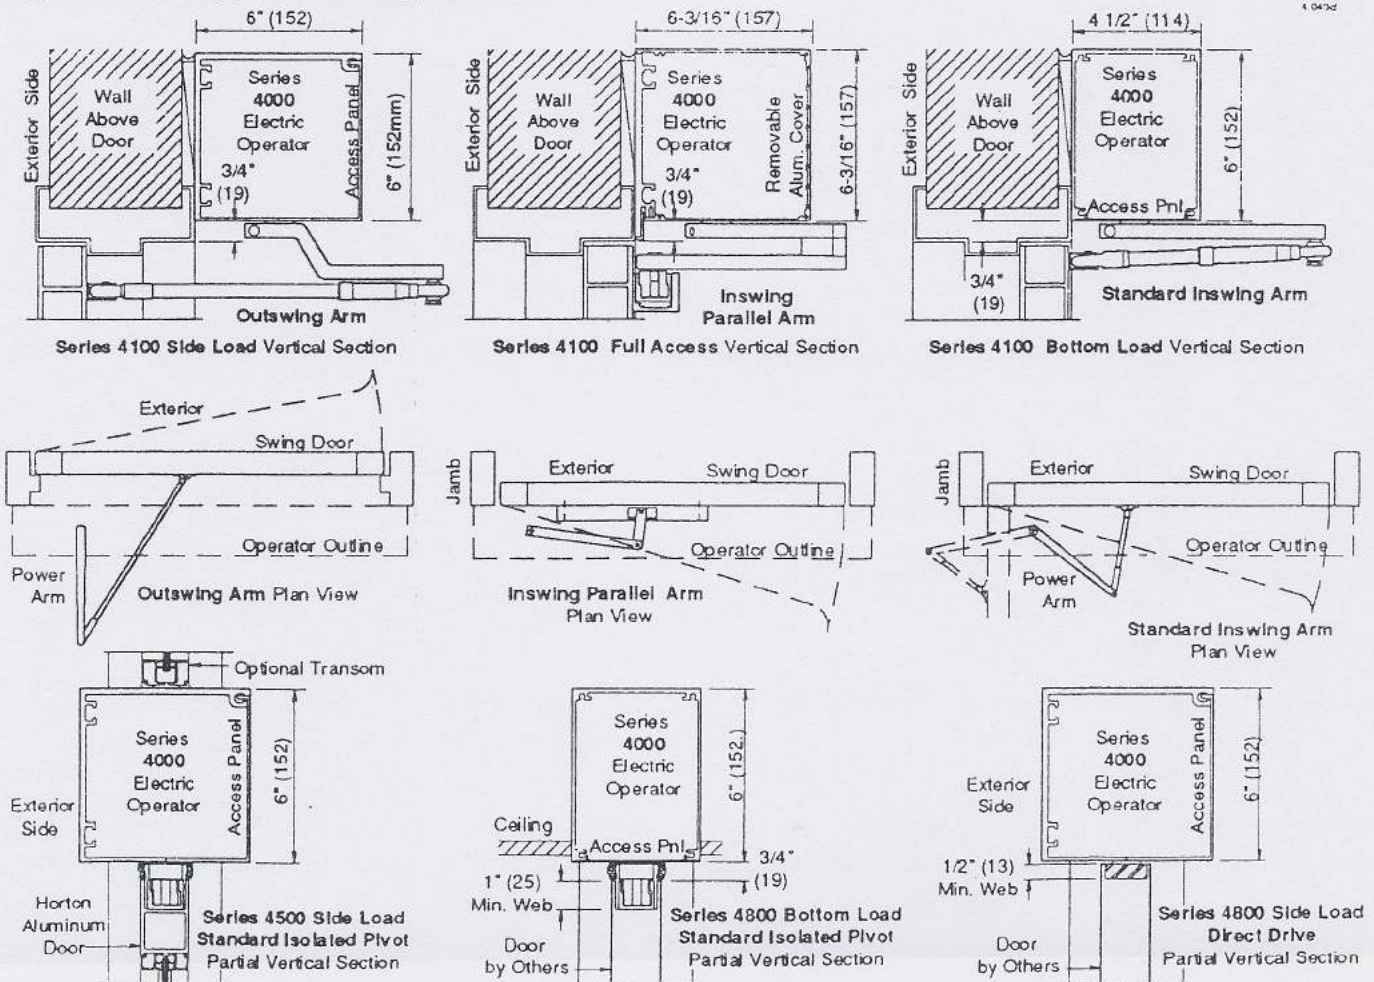 6" (152)
Exterior Side
Wall
Above
Door
Series
4000
Electric
Operator
3/4"
(19)
Access Panel
6" (152mm)
Outswing Arm
Series 4100 Side Load Vertical Section
6-3/16" (157)
Exterior Side
Wall
Above
Door
Series
4000
Electric
Operator
3/4"
(19)
Removable
Alum. Cover
6-3/16" (157)
Inswing
Parallel Arm
Series 4100 Full Access Vertical Section
4 1/2" (114)
Exterior Side
Wall
Above
Door
Series
4000
Electric
Operator
Access Pnl
6" (152)
3/4"
(19)
Standard Inswing Arm
Series 4100 Bottom Load Vertical Section
Exterior
Swing Door
Operator Outline
Power
Arm
Outswing Arm Plan View
Jamb
Exterior
Swing Door
Operator Outline
Inswing Parallel Arm
Plan View
Jamb
Exterior
Swing Door
Operator Outline
Power
Arm
Standard Inswing Arm
Plan View
Optional Transom
Series
4000
Electric
Operator
Access Panel
6" (152)
Exterior
Side
Horton
Aluminum
Door
Series 4500 Side Load
Standard Isolated Pivot
Partial Vertical Section
Series
4000
Electric
Operator
6" (152.)
Ceiling
Access Pnl.
3/4"
(19)
1" (25)
Min. Web
Door
by Others
Series 4800 Bottom Load
Standard Isolated Pivot
Partial Vertical Section
Series
4000
Electric
Operator
Access Panel
6" (152)
Exterior
Side
1/2" (13)
Min. Web
Door
by Others
Series 4800 Side Load
Direct Drive
Partial Vertical Section